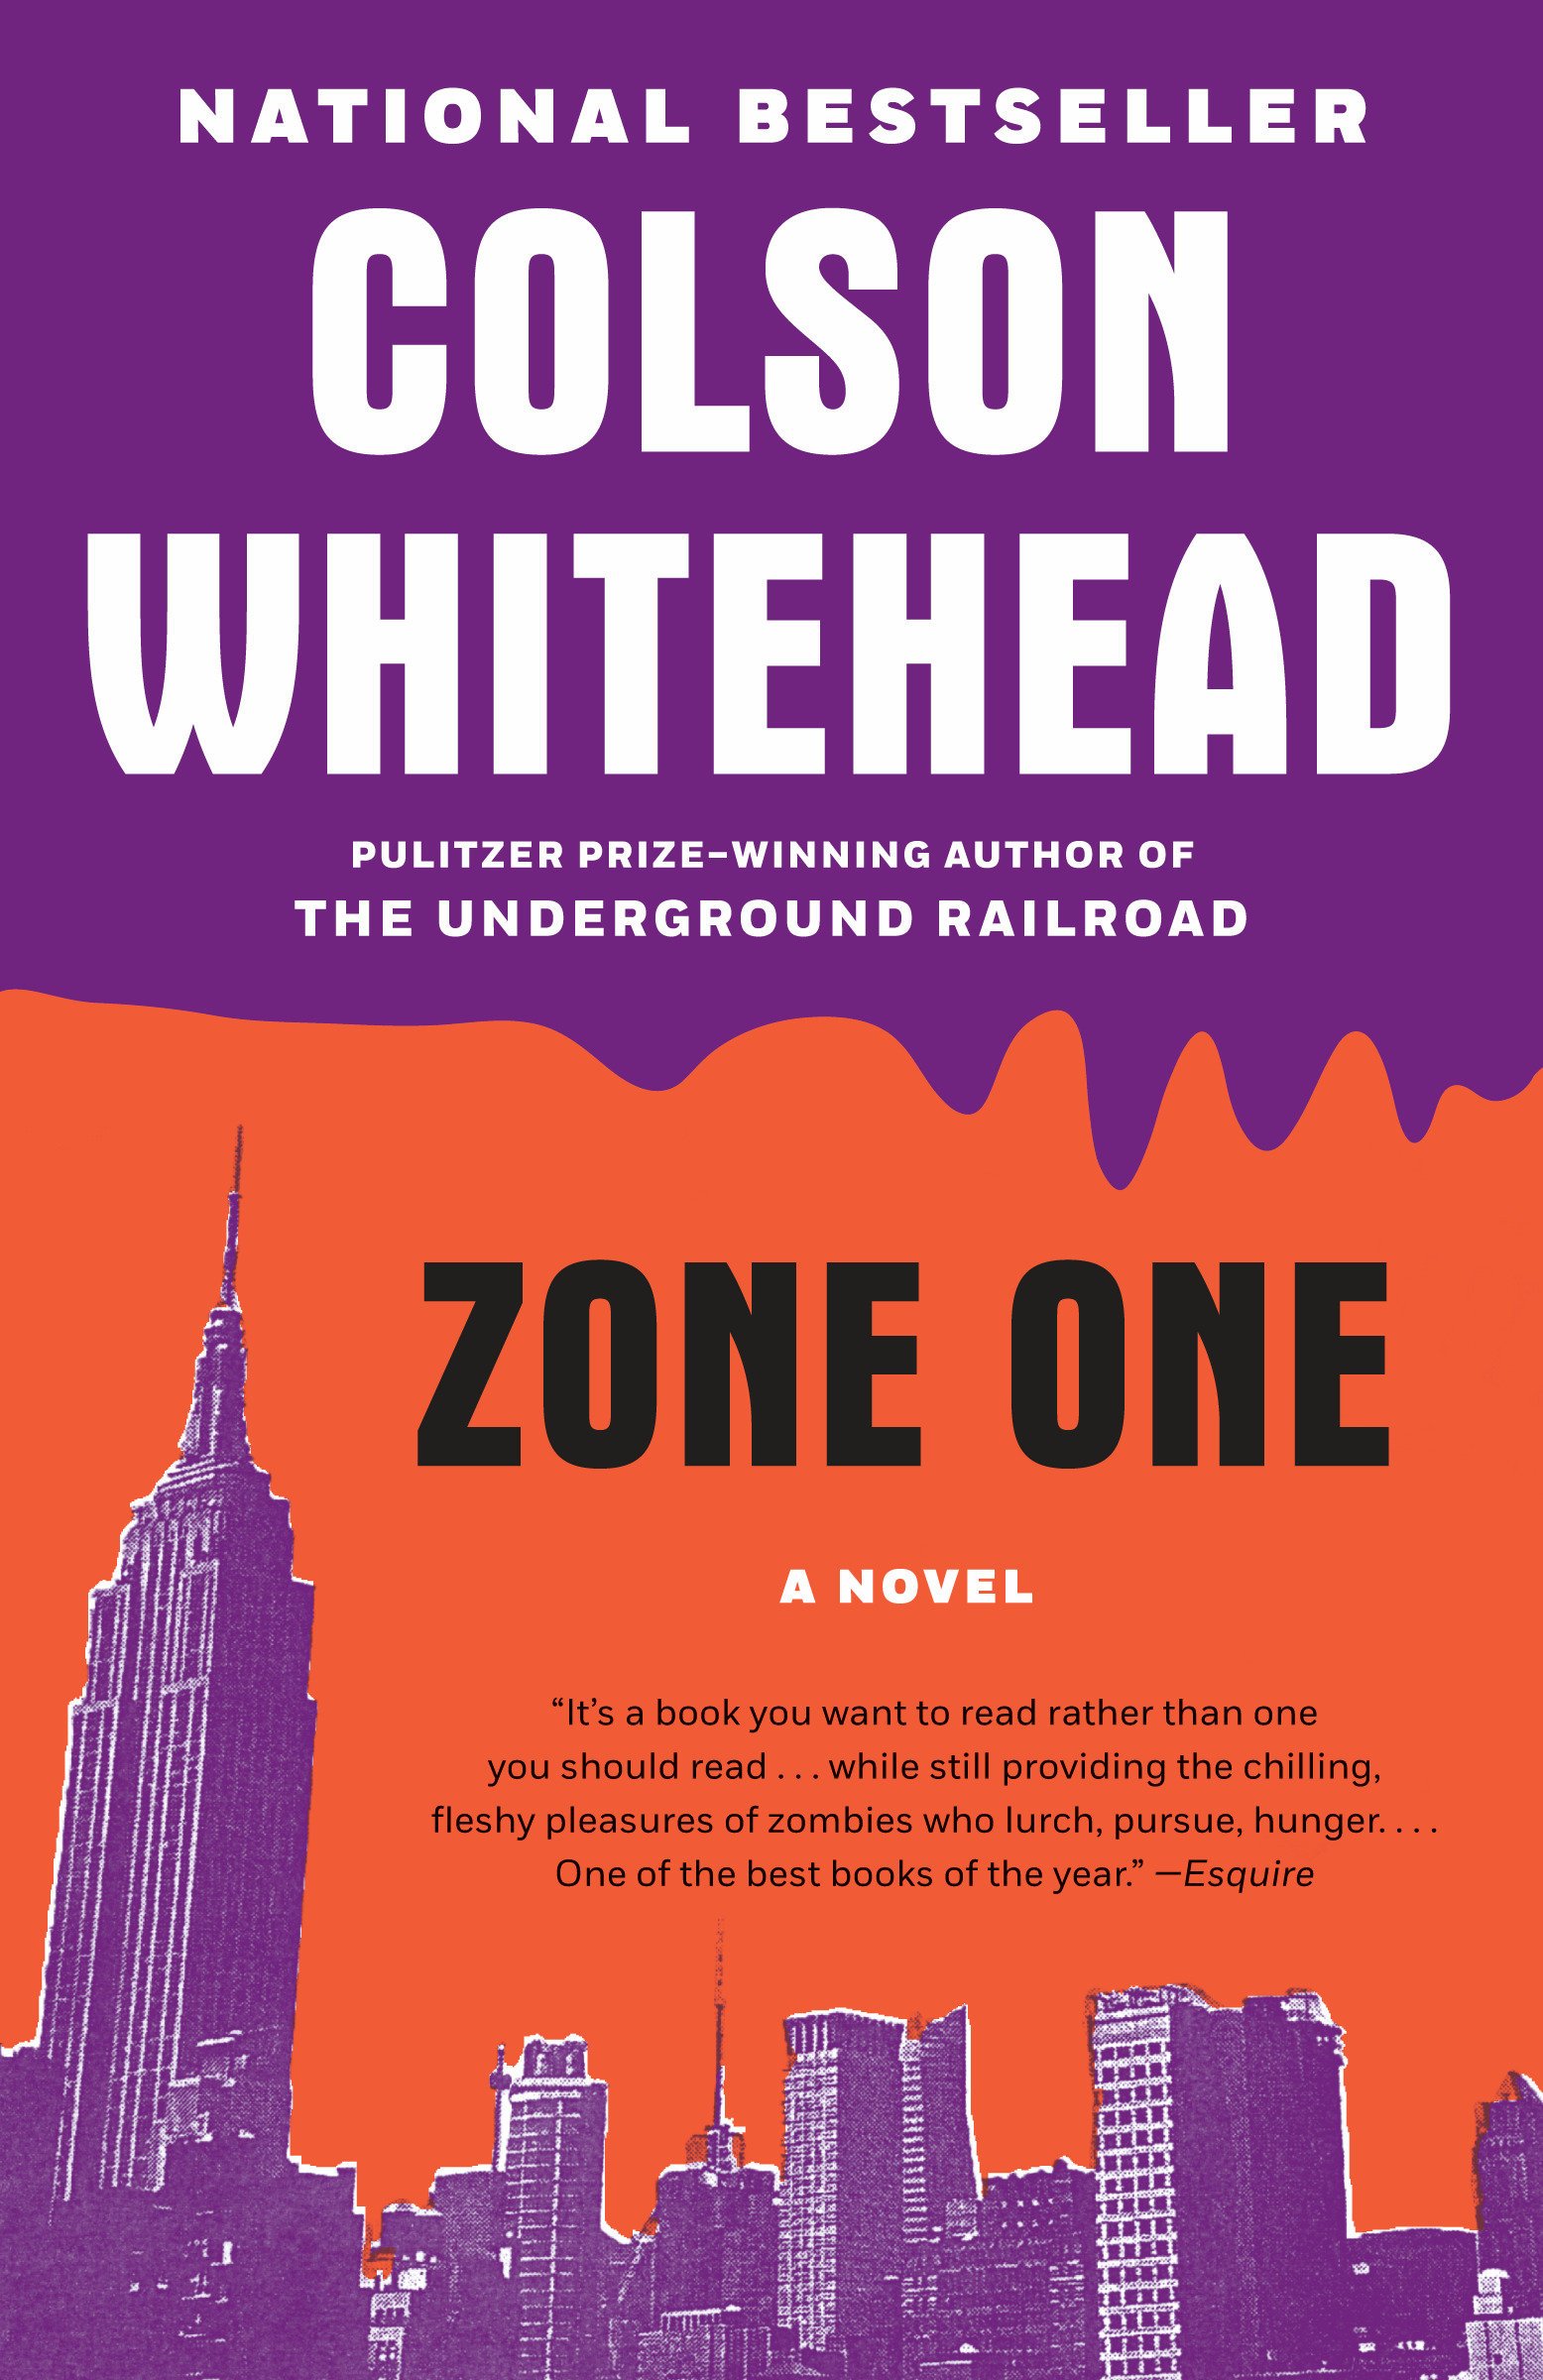 NATIONAL BESTSELLER
COLSON
WHITEHEAD
PULITZER PRIZE–WINNING AUTHOR OF
THE UNDERGROUND RAILROAD
ZONE ONE
A NOVEL
“It’s a book you want to read rather than one
you should read . . . while still providing the chilling,
fleshy pleasures of zombies who lurch, pursue, hunger. . . .
One of the best books of the year.” —Esquire